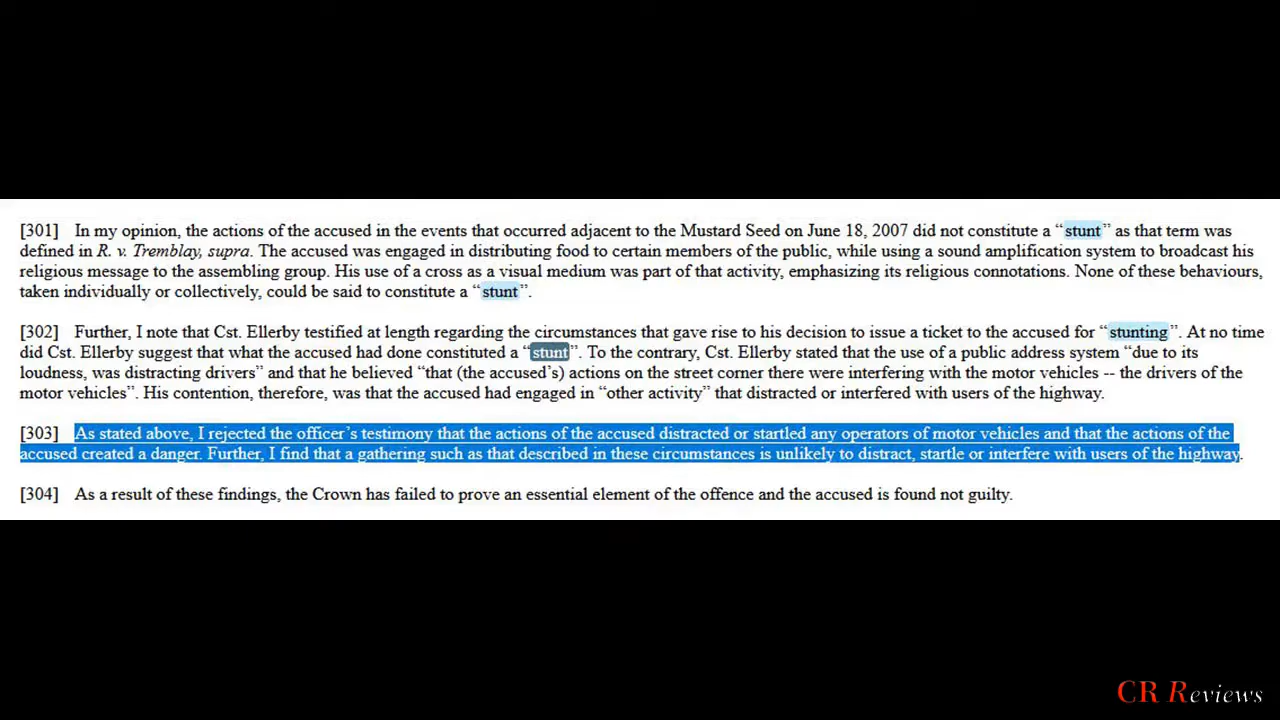 [301] In my opinion, the actions of the accused in the events that occurred adjacent to the Mustard Seed on June 18, 2007 did not constitute a “stunt” as that term was
defined in R. v. Tremblay, supra. The accused was engaged in distributing food to certain members of the public, while using a sound amplification system to broadcast his
religious message to the assembling group. His use of a cross as a visual medium was part of that activity, emphasizing its religious connotations. None of these behaviours,
taken individually or collectively, could be said to constitute a “stunt”.
[302] Further, I note that Cst. Ellerby testified at length regarding the circumstances that gave rise to his decision to issue a ticket to the accused for “stunting”. At no time
did Cst. Ellerby suggest that what the accused had done constituted a “stunt”. To the contrary, Cst. Ellerby stated that the use of a public address system “due to its
loudness, was distracting drivers” and that he believed “that (the accused’s) actions on the street corner there were interfering with the motor vehicles -- the drivers of the
motor vehicles”. His contention, therefore, was that the accused had engaged in “other activity” that distracted or interfered with users of the highway.
[303] As stated above, I rejected the officer’s testimony that the actions of the accused distracted or startled any operators of motor vehicles and that the actions of the
accused created a danger. Further, I find that a gathering such as that described in these circumstances is unlikely to distract, startle or interfere with users of the highway.
[304] As a result of these findings, the Crown has failed to prove an essential element of the offence and the accused is found not guilty.
CR Reviews